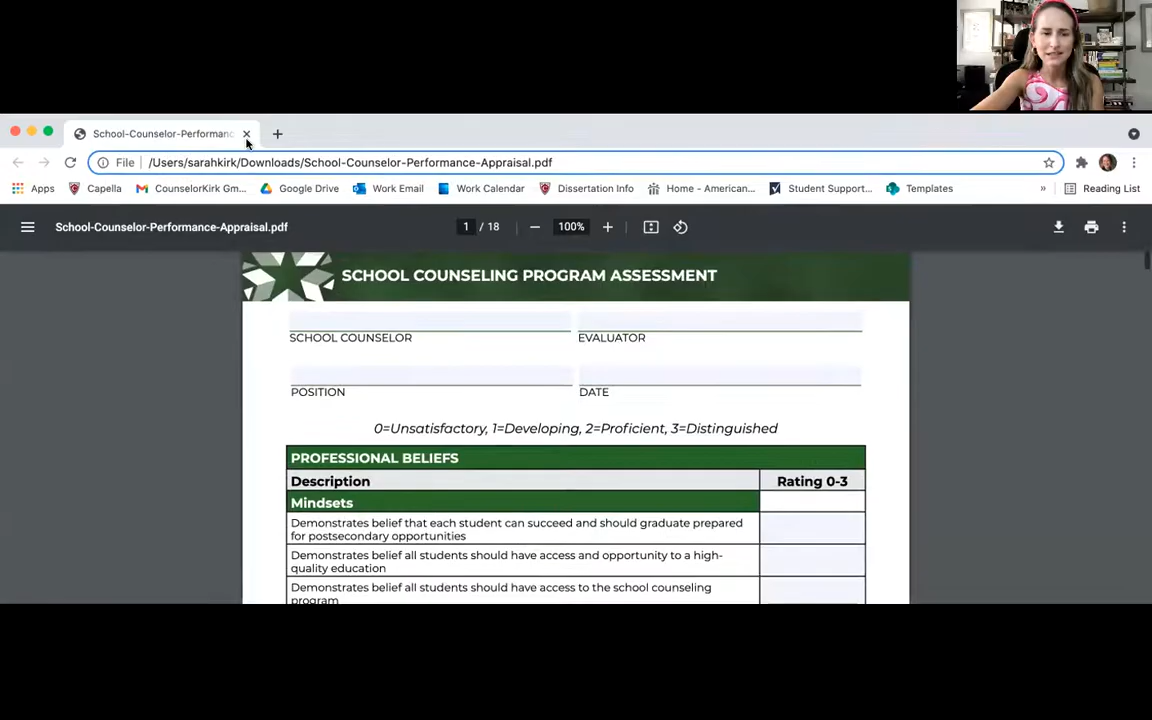 School-Counselor-Performanc
File
/Users/sarahkirk/Downloads/School-Counselor-Performance-Appraisal.pdf
Apps
Capella
CounselorKirk Gm...
Google Drive
Work Email
Work Calendar
Dissertation Info
Home - American...
Student Support...
Templates
»
Reading List
School-Counselor-Performance-Appraisal.pdf
1 / 18
100%
SCHOOL COUNSELING PROGRAM ASSESSMENT
SCHOOL COUNSELOR
EVALUATOR
POSITION
DATE
0=Unsatisfactory, 1=Developing, 2=Proficient, 3=Distinguished
PROFESSIONAL BELIEFS
Description
Rating 0-3
Mindsets
Demonstrates belief that each student can succeed and should graduate prepared
for postsecondary opportunities
Demonstrates belief all students should have access and opportunity to a high-
quality education
Demonstrates belief all students should have access to the school counseling
program